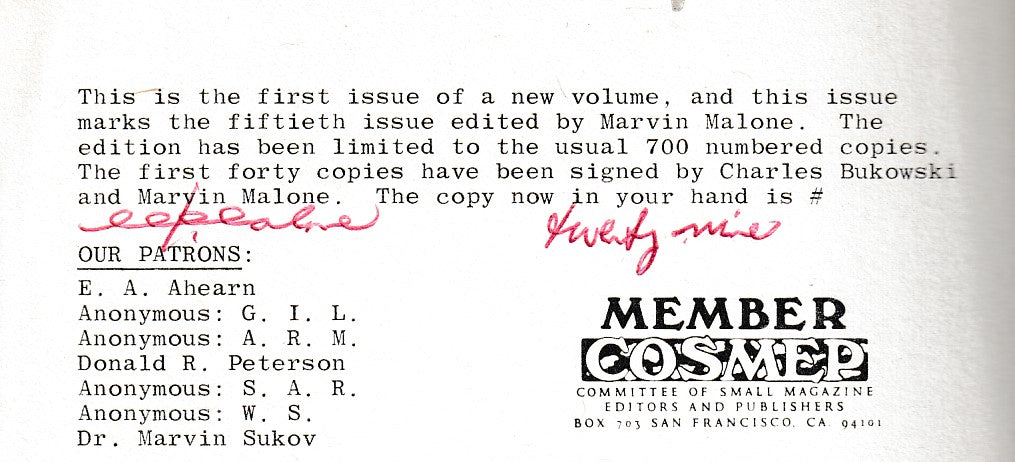 This is the first issue of a new volume, and this issue
marks the fiftieth issue edited by Marvin Malone.  The
edition has been limited to the usual 700 numbered copies.
The first forty copies have been signed by Charles Bukowski
and Marvin Malone.  The copy now in your hand is #
twenty nine
OUR PATRONS:
E. A. Ahearn
Anonymous: G. I. L.
Anonymous: A. R. M.
Donald R. Peterson
Anonymous: S. A. R.
Anonymous: W. S.
Dr. Marvin Sukov
MEMBER
COSMEP
COMMITTEE OF SMALL MAGAZINE
EDITORS AND PUBLISHERS
BOX 703 SAN FRANCISCO, CA. 94101